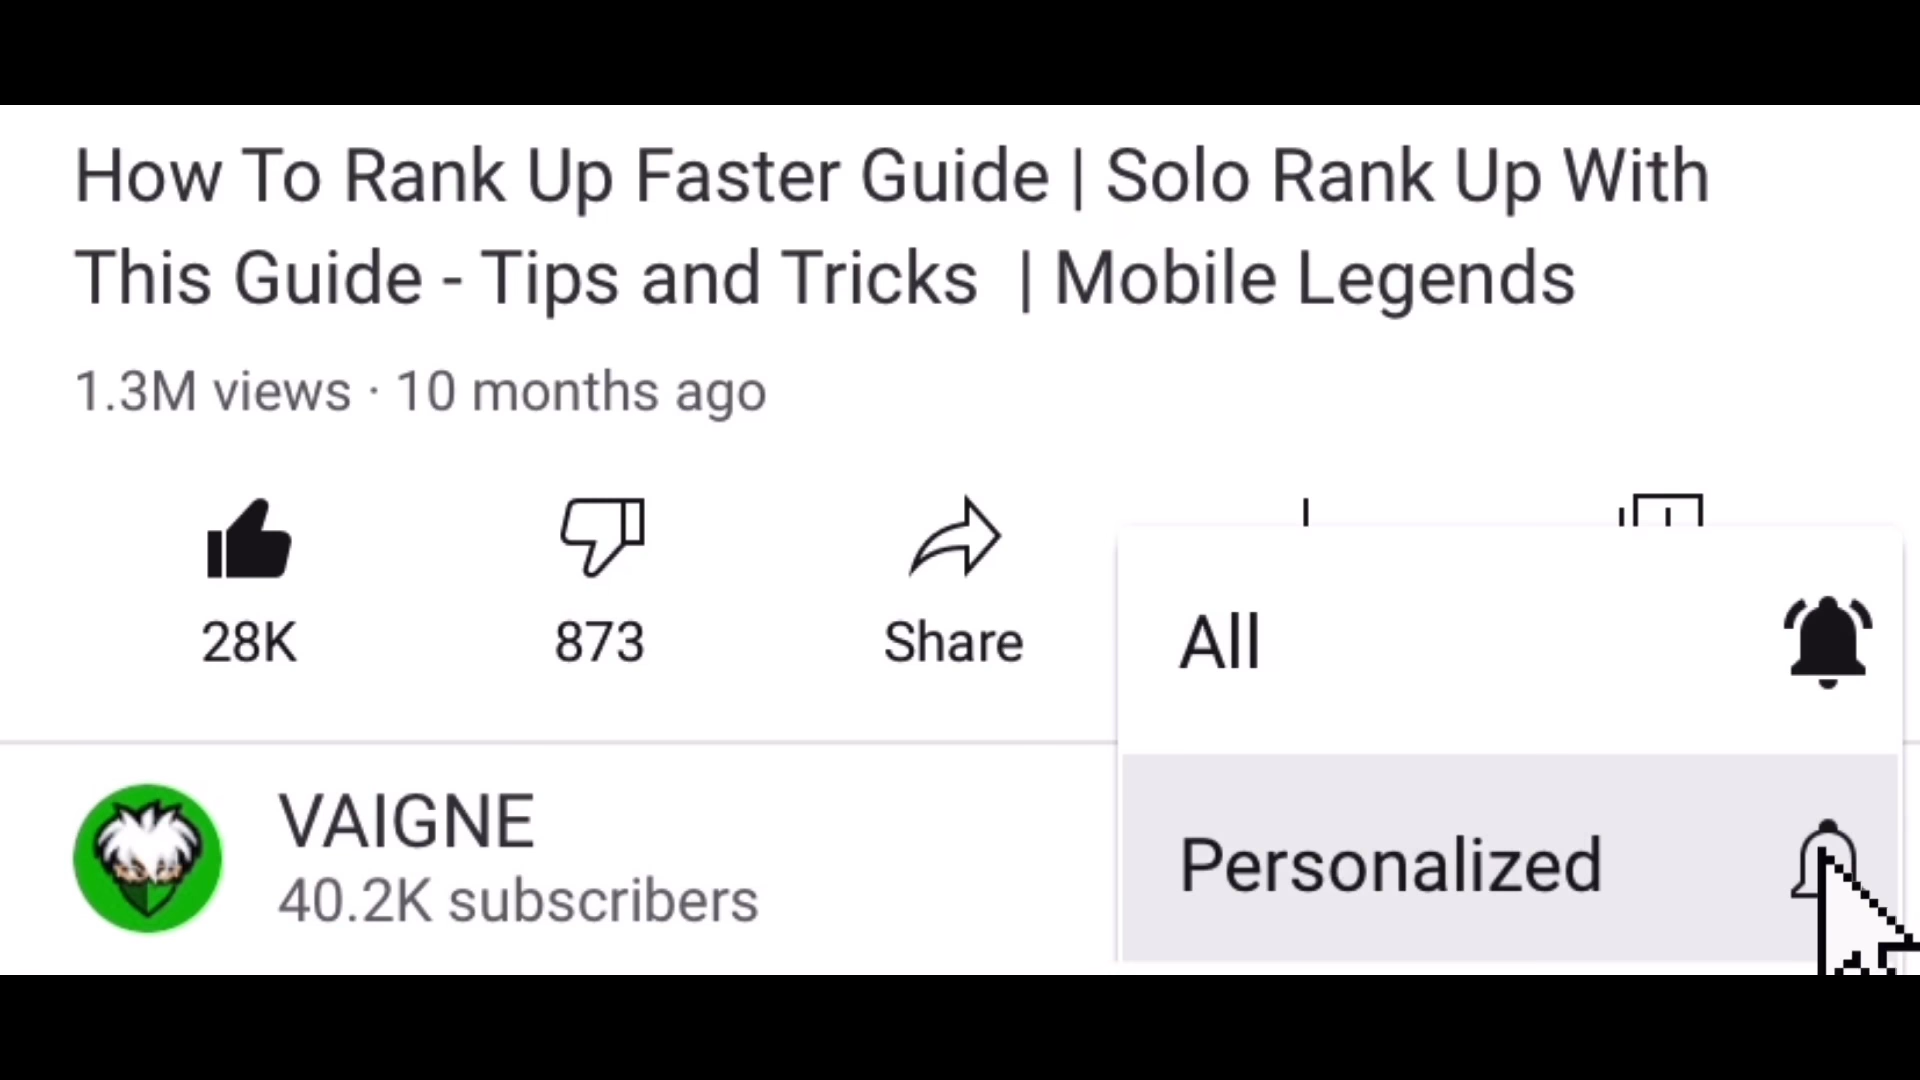 How To Rank Up Faster Guide | Solo Rank Up With
This Guide - Tips and Tricks | Mobile Legends
1.3M views · 10 months ago
28K
873
Share
All
VAIGNE
40.2K subscribers
Personalized